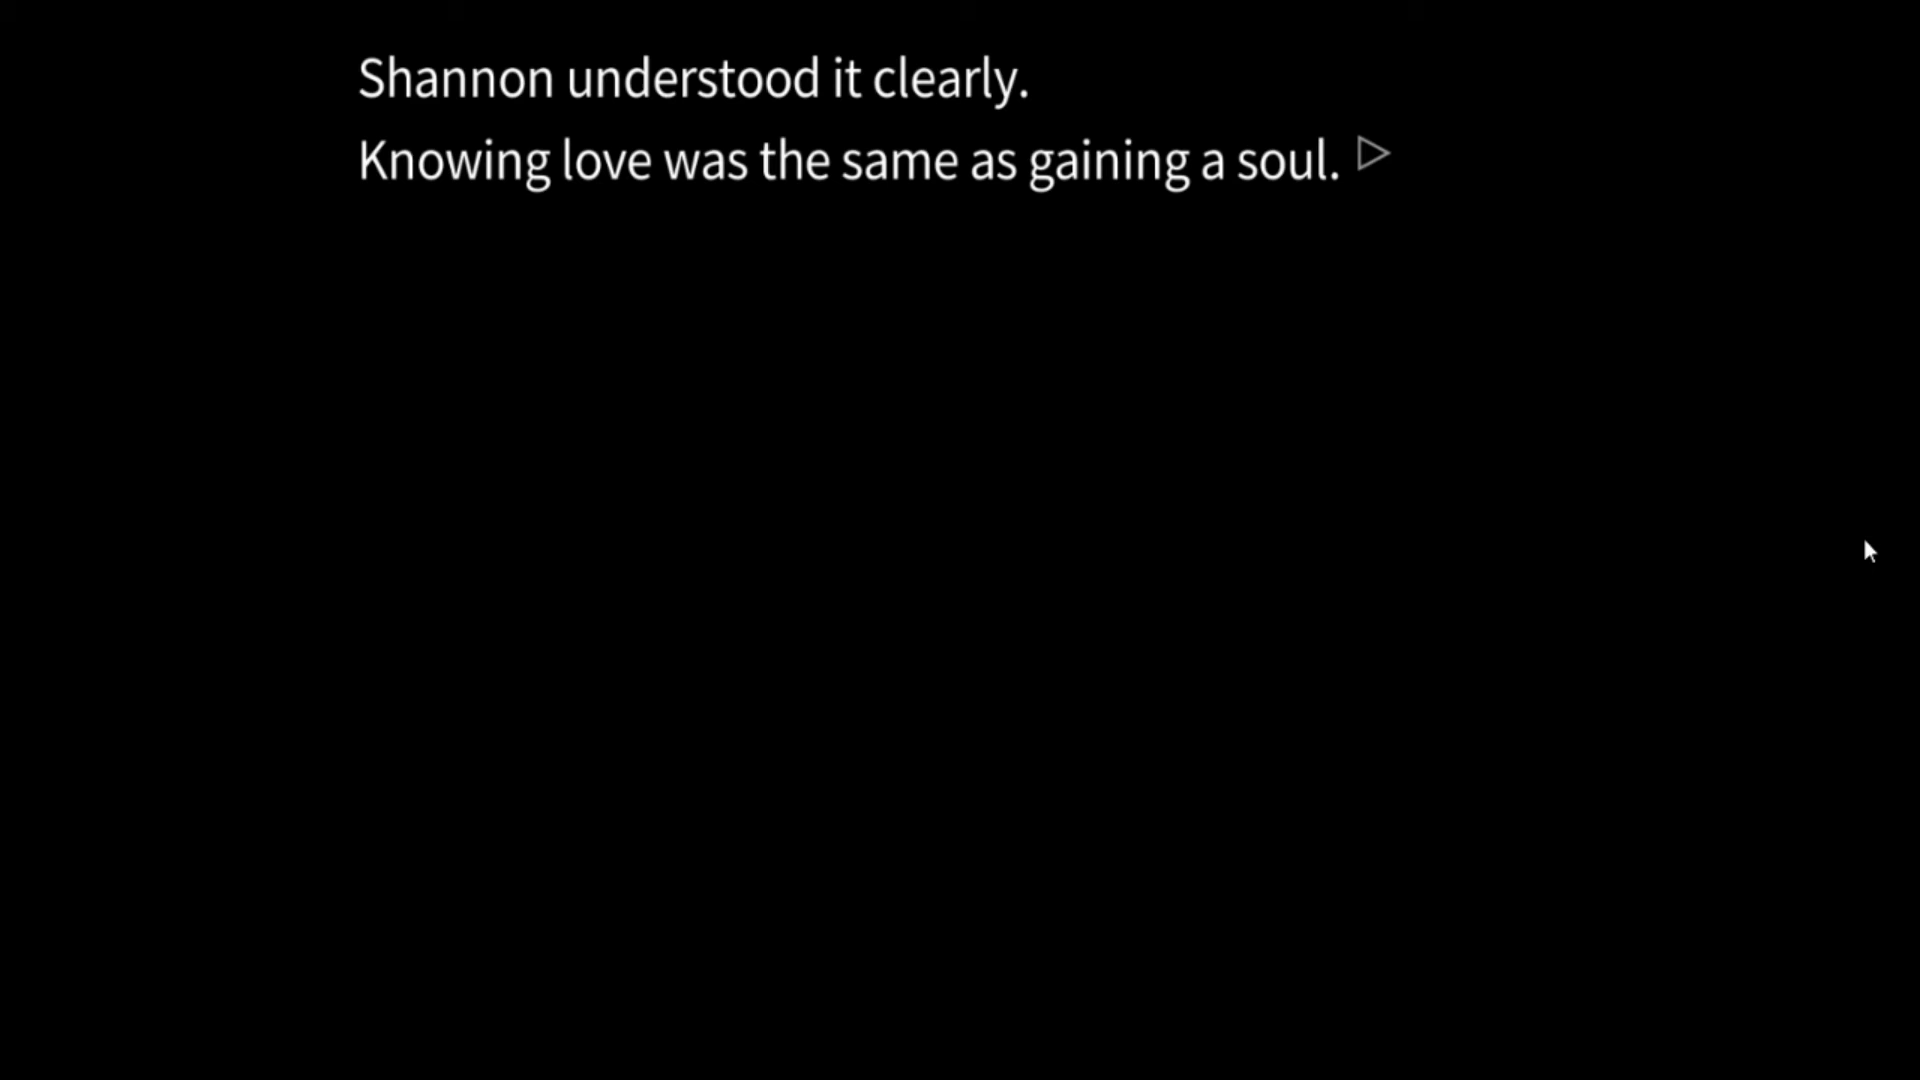 Shannon understood it clearly.
Knowing love was the same as gaining a soul.